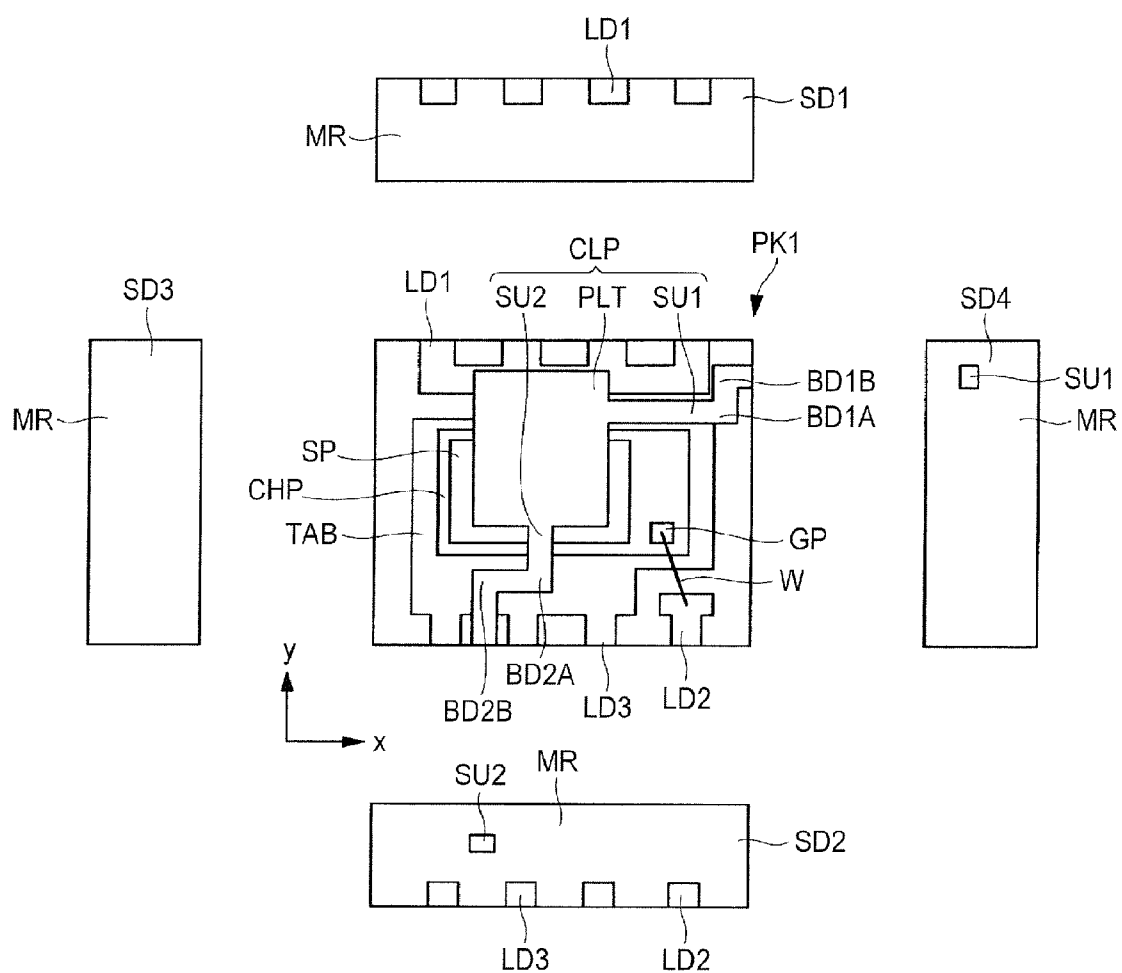 LD1
SD1
MR
CLP
PK1
SD3
LD1
SU2
PLT
SU1
SD4
BD1B
SU1
BD1A
MR
MR
SP
CHP
TAB
GP
W
y
x
BD2A
BD2B
LD3
LD2
MR
SU2
SD2
LD3
LD2